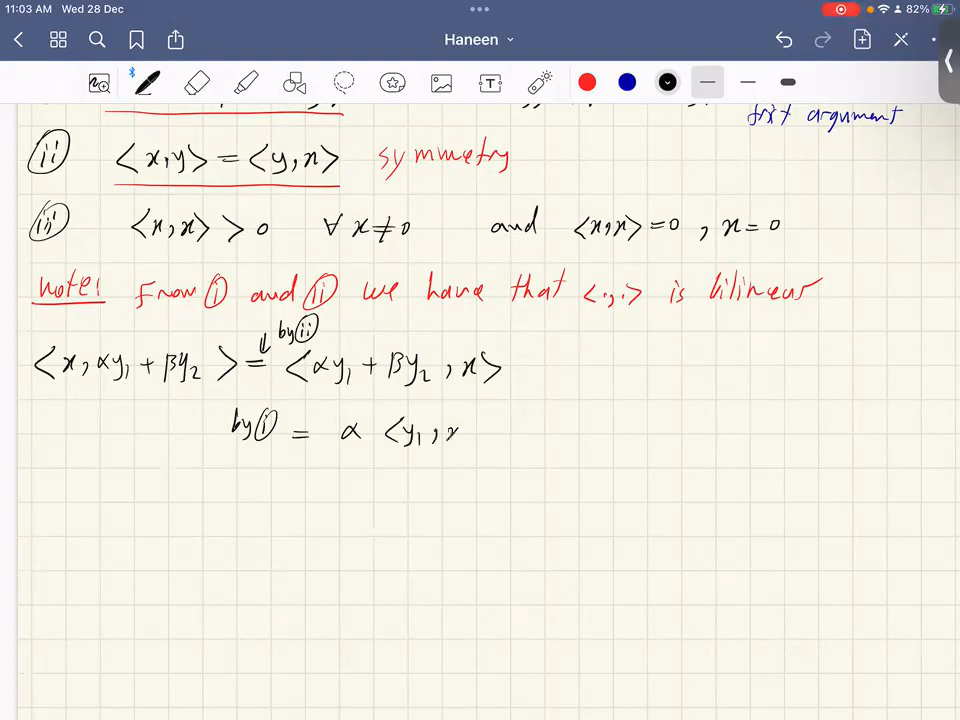 11:03 AM Wed 28 Dec
82%
Haneen
first argument
ii <x,y> = <y,x> symmetry
iii <x,x> > 0 ∀ x≠0 and <x,x> = 0 , x = 0
note: From i and ii we have that <.,.> is bilinear
by ii
<x, αy₁ + βy₂ > = <αy₁ + βy₂ , x>
by i = α <y₁ , x